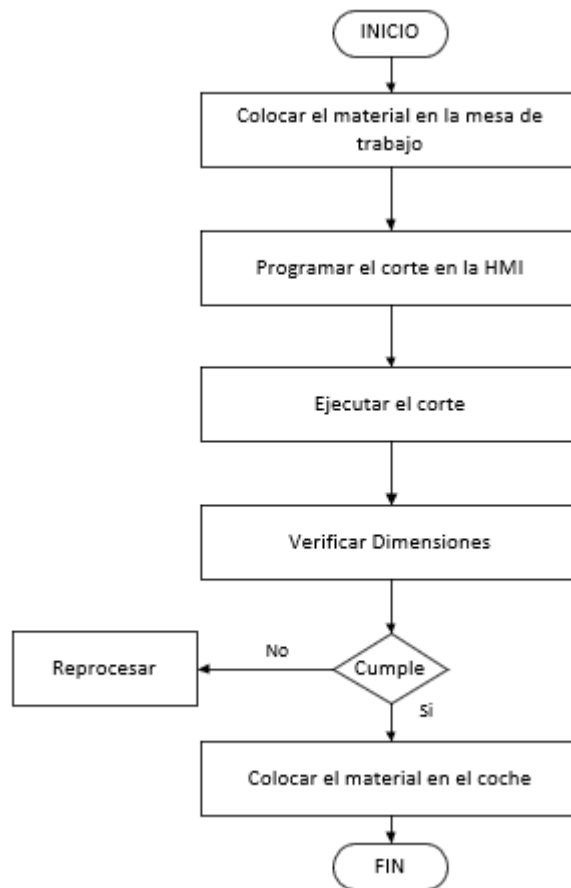 INICIO
Colocar el material en la mesa de
trabajo
Programar el corte en la HMI
Ejecutar el corte
Verificar Dimensiones
Reprocesar
No
Cumple
Si
Colocar el material en el coche
FIN